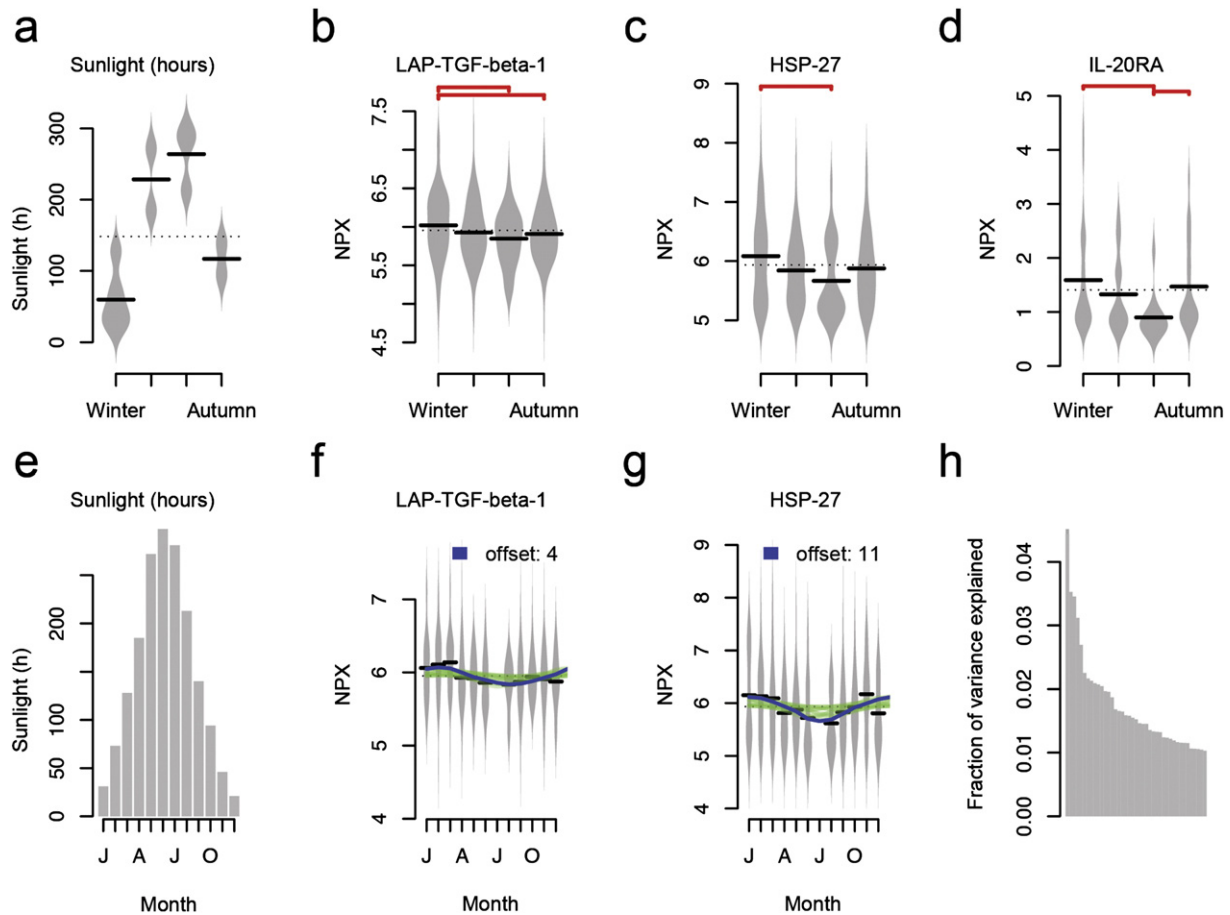 a
Sunlight (hours)
Sunlight (h)
300
200
100
0
Winter Autumn
b
LAP-TGF-beta-1
NPX
7.5
6.5
5.5
4.5
Winter Autumn
c
HSP-27
NPX
9
8
7
6
5
Winter Autumn
d
IL-20RA
NPX
5
4
3
2
1
0
Winter Autumn
e
Sunlight (hours)
Sunlight (h)
200
100
50
0
J A J O
Month
f
LAP-TGF-beta-1
offset: 4
NPX
7
6
5
4
J A J O
Month
g
HSP-27
offset: 11
NPX
9
8
7
6
5
4
J A J O
Month
h
Fraction of variance explained
0.04
0.03
0.02
0.01
0.00